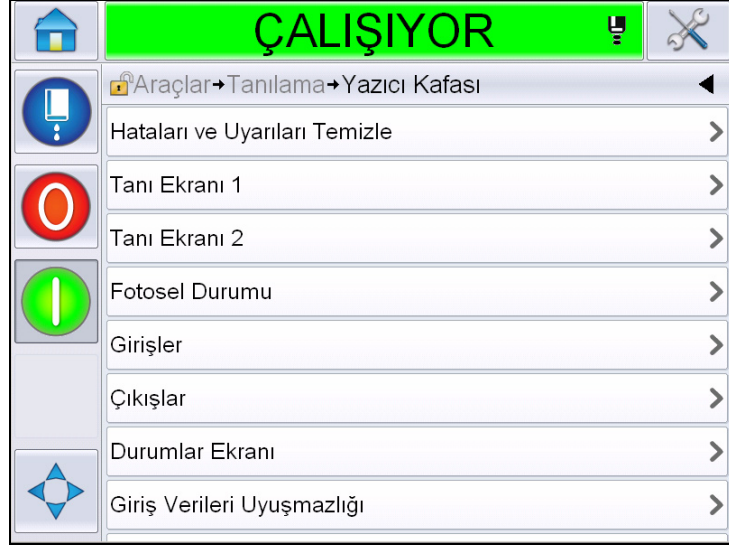 ÇALIŞIYOR
Araçlar→Tanılama→Yazıcı Kafası
Hataları ve Uyarıları Temizle
Tanı Ekranı 1
Tanı Ekranı 2
Fotosel Durumu
Girişler
Çıkışlar
Durumlar Ekranı
Giriş Verileri Uyuşmazlığı